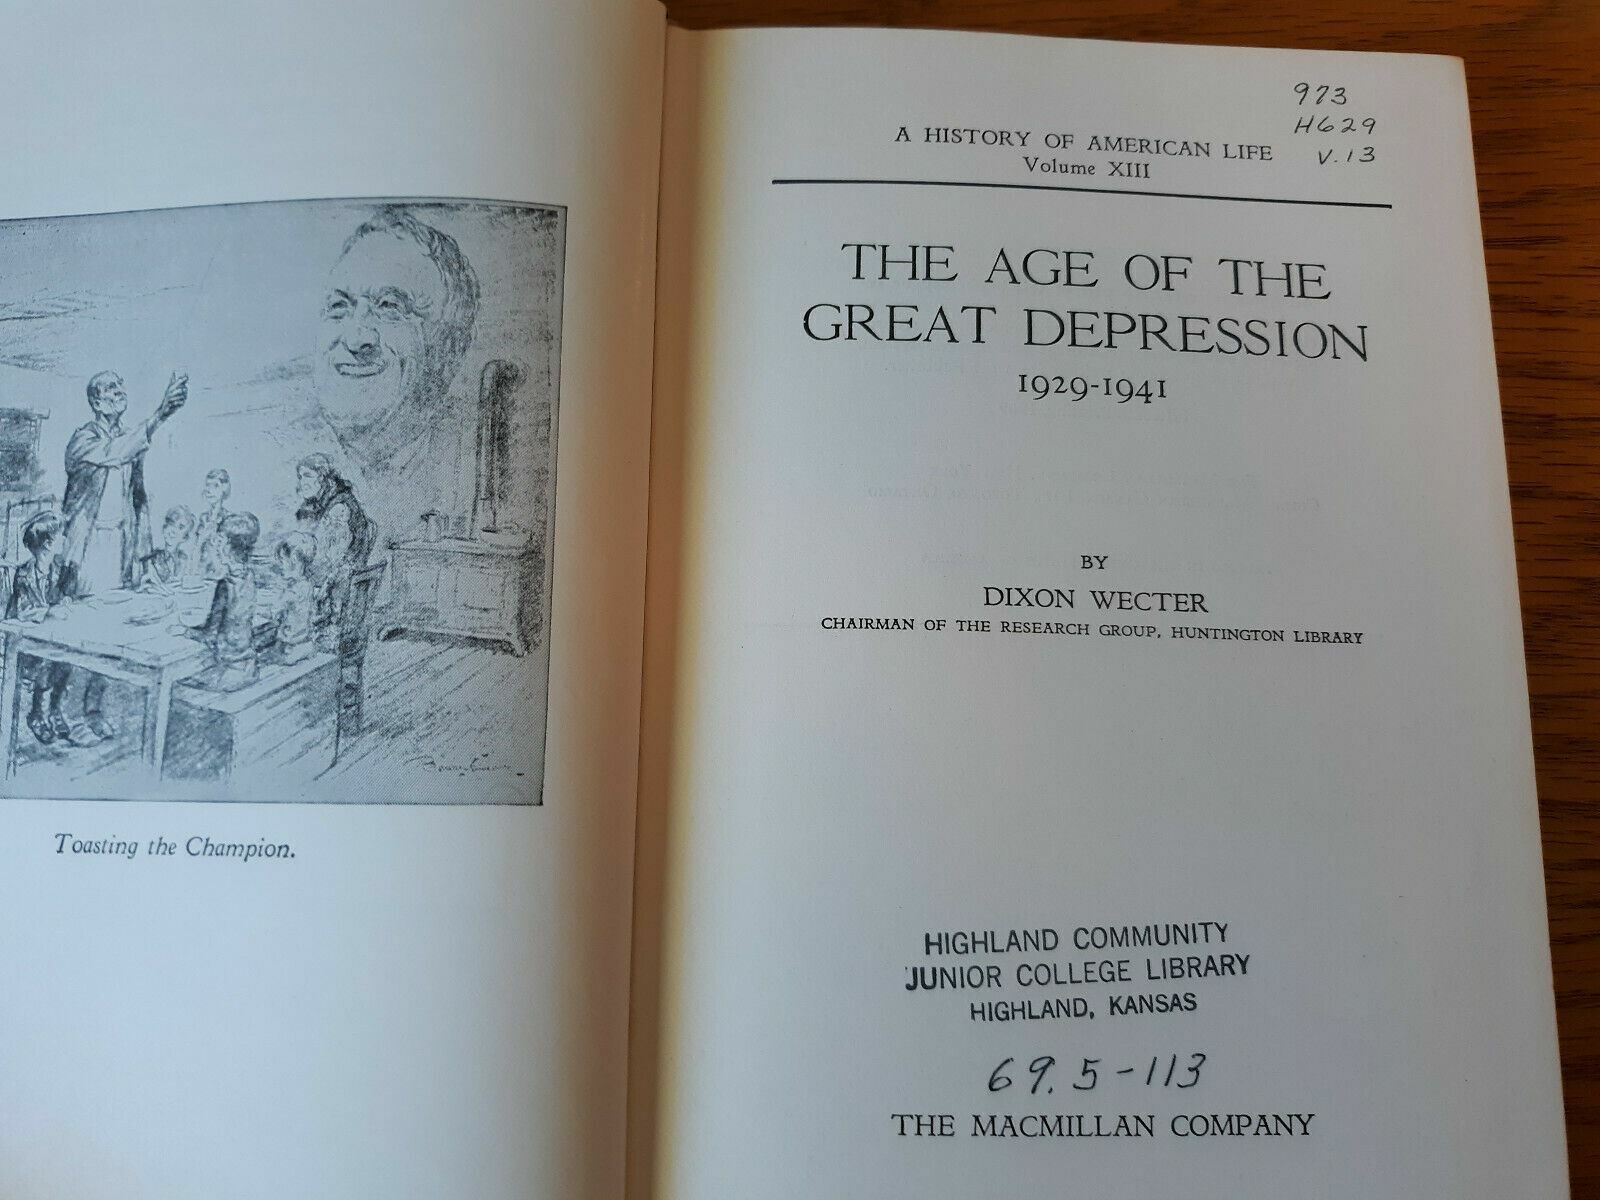 Toasting the Champion.
973
H629
V.13
A HISTORY OF AMERICAN LIFE
Volume XIII
THE AGE OF THE
GREAT DEPRESSION
1929-1941
BY
DIXON WECTER
CHAIRMAN OF THE RESEARCH GROUP, HUNTINGTON LIBRARY
HIGHLAND COMMUNITY
JUNIOR COLLEGE LIBRARY
HIGHLAND, KANSAS
69.5-113
THE MACMILLAN COMPANY